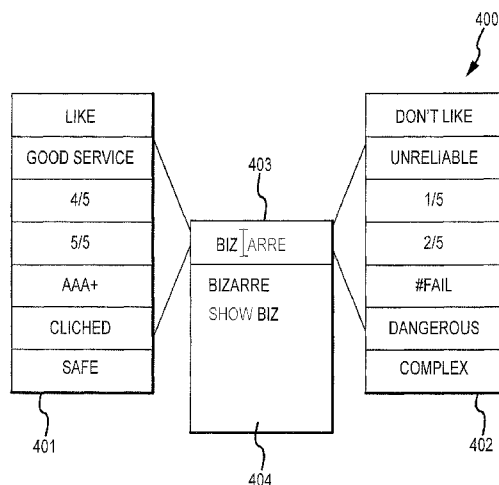 400
LIKE
GOOD SERVICE
4/5
5/5
AAA+
CLICHED
SAFE
401
403
BIZ ARRE
BIZARRE
SHOW BIZ
404
DON'T LIKE
UNRELIABLE
1/5
2/5
#FAIL
DANGEROUS
COMPLEX
402